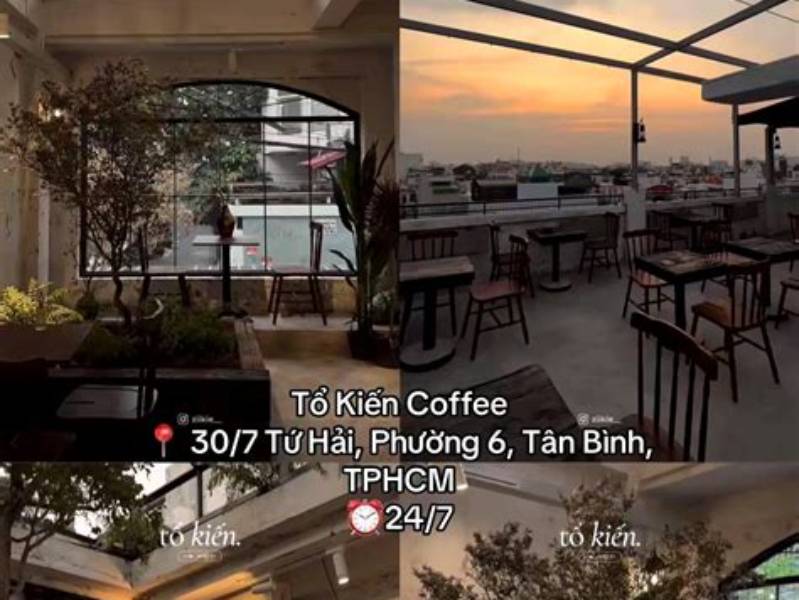 Tổ Kiến Coffee
📍 30/7 Tứ Hải, Phường 6, Tân Bình,
TPHCM
⏰24/7
tổ kiến.
tổ kiến.